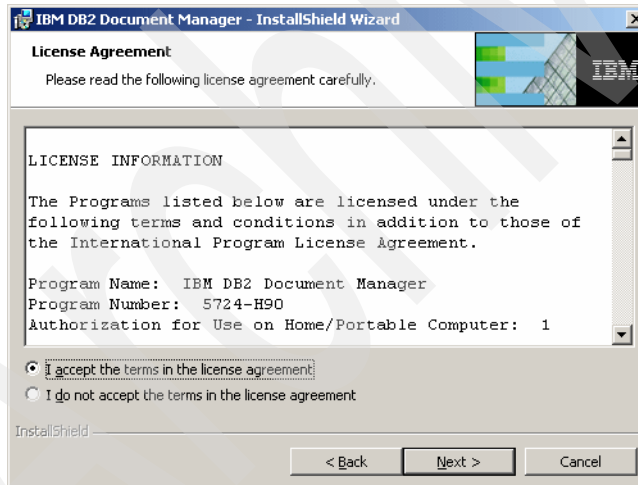 IBM DB2 Document Manager - InstallShield Wizard
License Agreement
Please read the following license agreement carefully.
IBM
LICENSE INFORMATION
The Programs listed below are licensed under the
following terms and conditions in addition to those of
the International Program License Agreement.
Program Name: IBM DB2 Document Manager
Program Number: 5724-H90
Authorization for Use on Home/Portable Computer: 1
I accept the terms in the license agreement
I do not accept the terms in the license agreement
InstallShield
< Back Next > Cancel